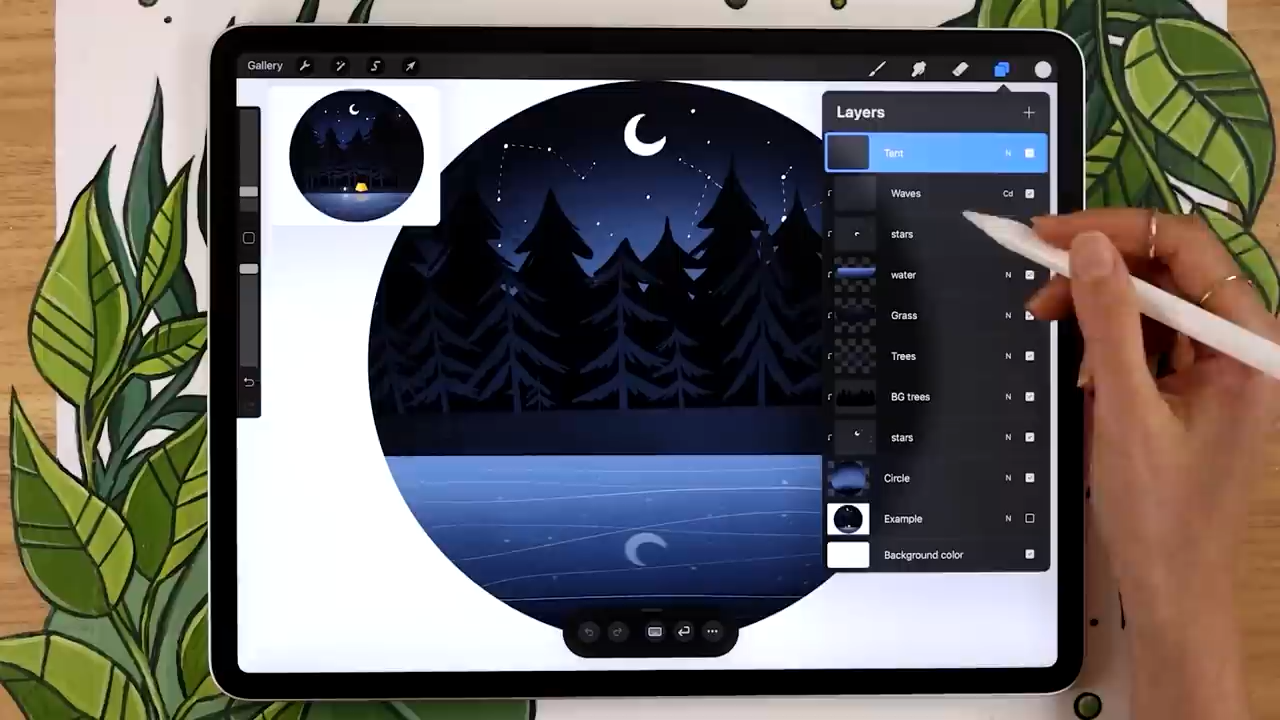 Gallery
Layers
Tent N
Waves Cd
stars
water N
Grass N
Trees N
BG trees N
stars N
Circle N
Example N
Background color